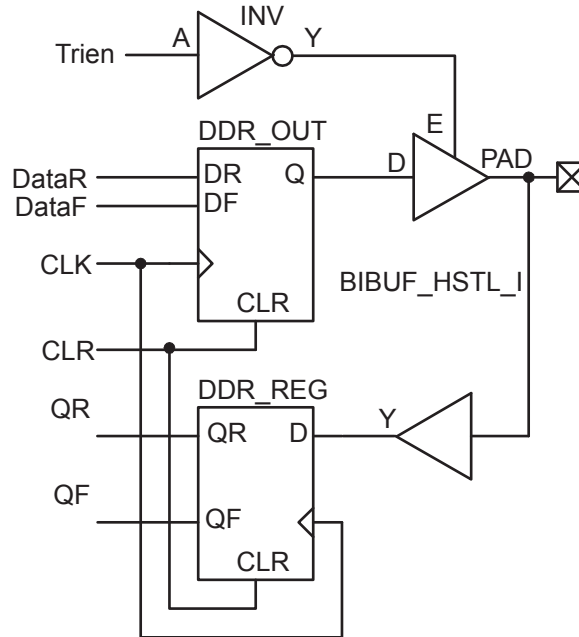 INV
A Y
Trien
E
DDR_OUT
D PAD
DataR DR Q
DataF DF
CLK
BIBUF_HSTL_I
CLR
CLR
DDR_REG
QR Y
QR D
QF
QF
CLR